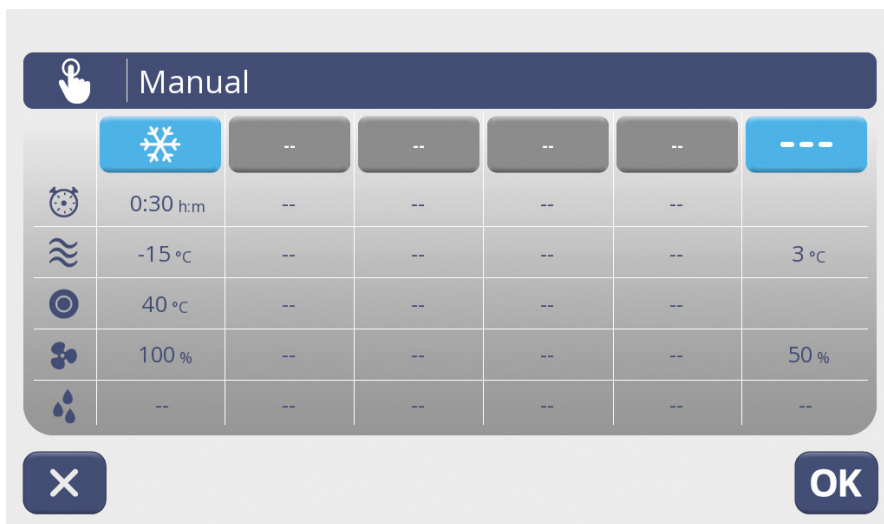 Manual
-- -- -- -- ---
0:30 h:m -- -- -- --
-15 °C -- -- -- -- 3 °C
40 °C -- -- -- --
100 % -- -- -- -- 50 %
-- -- -- -- -- --
OK